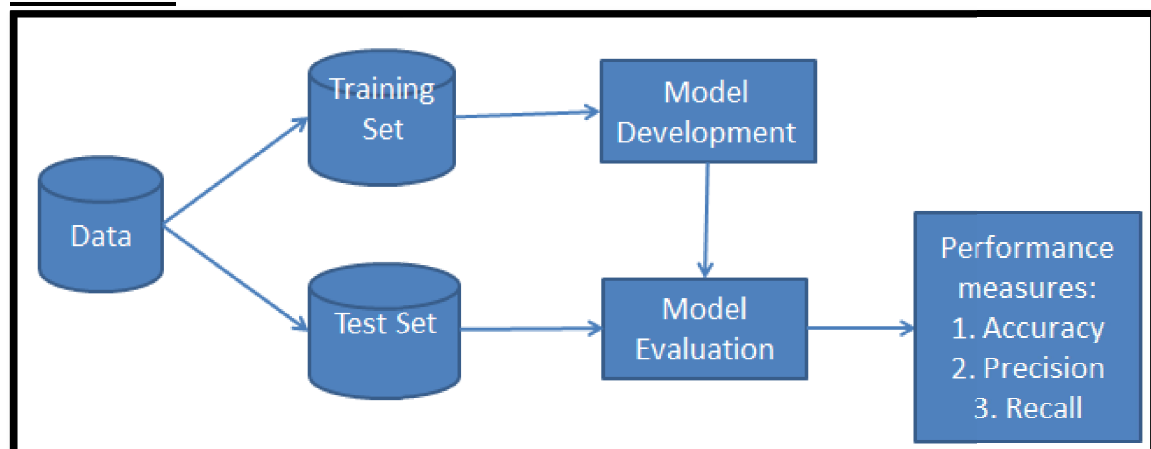 Training
Set
Model
Development
Data
Test Set
Model
Evaluation
Performance
measures:
1. Accuracy
2. Precision
3. Recall